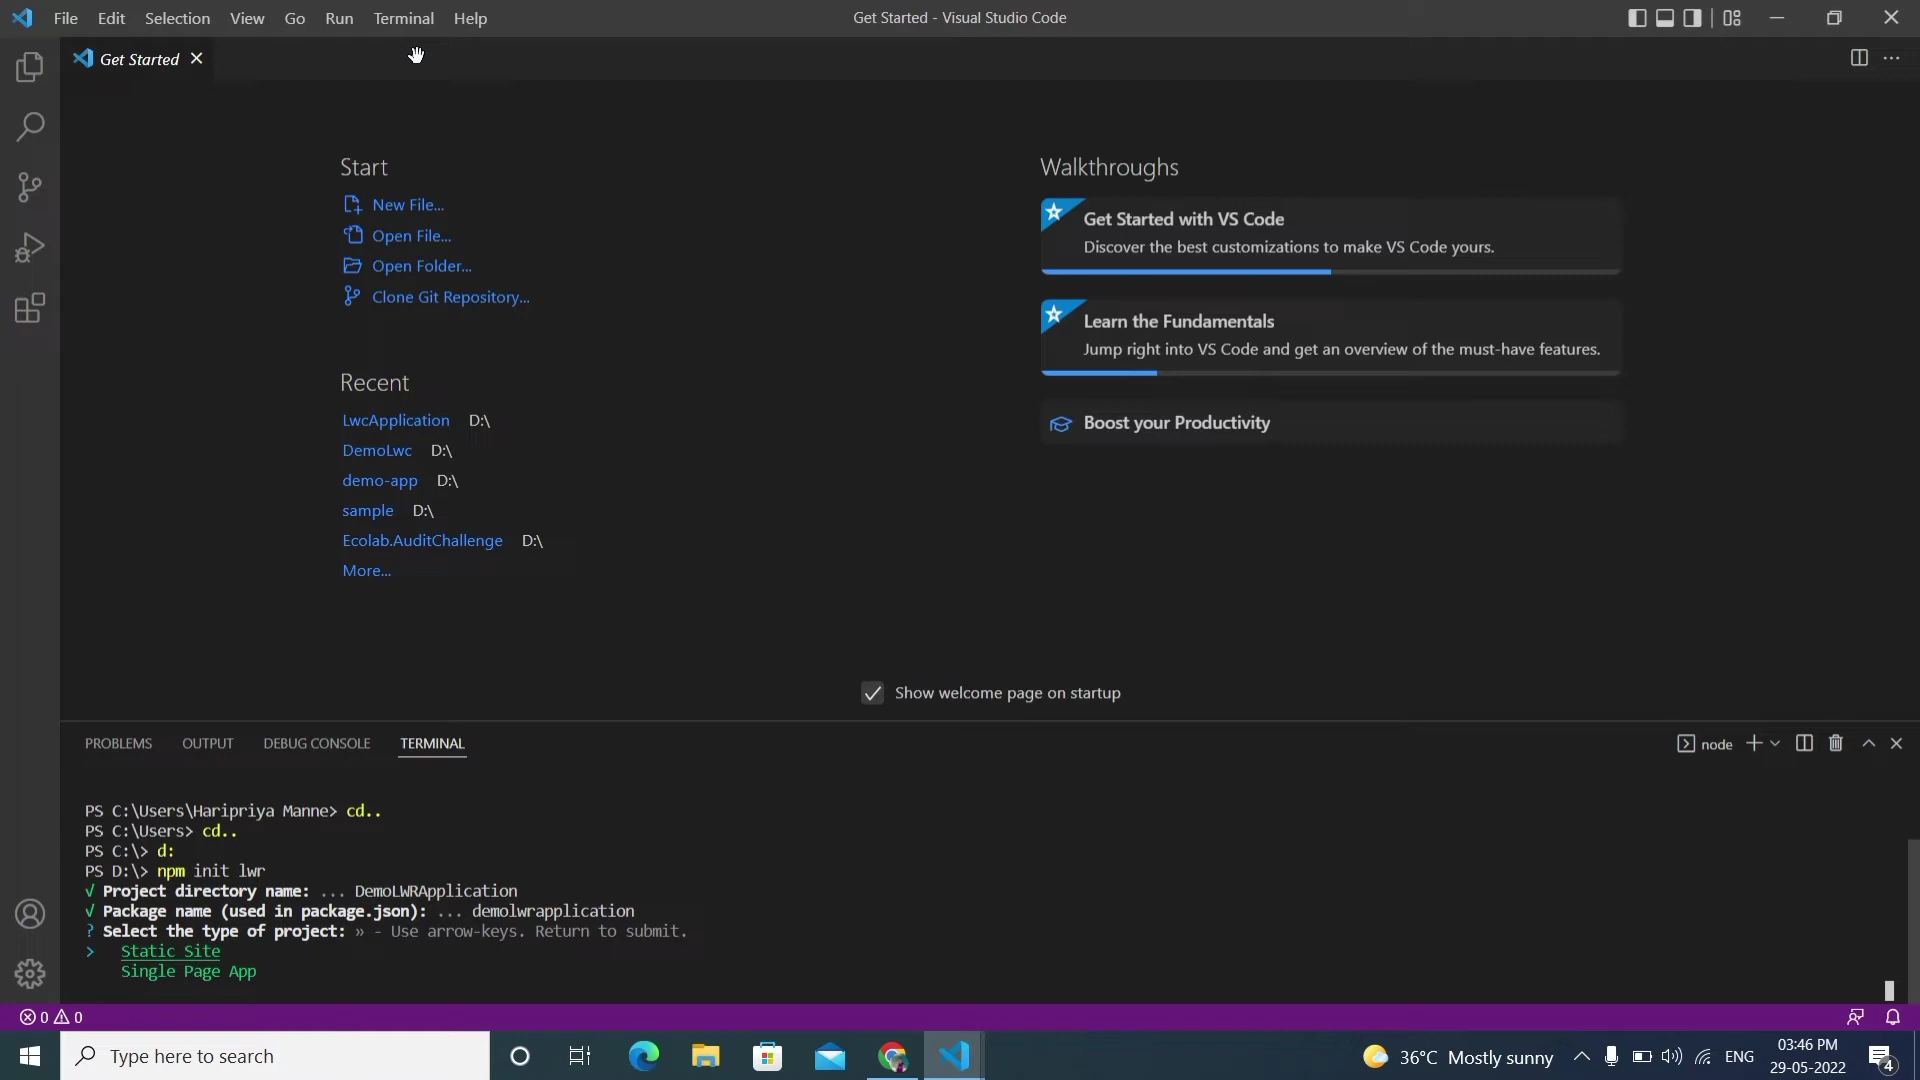 File Edit Selection View Go Run Terminal Help
Get Started - Visual Studio Code
Get Started
Start
New File...
Open File...
Open Folder...
Clone Git Repository...
Recent
LwcApplication D:\
DemoLwc D:\
demo-app D:\
sample D:\
Ecolab.AuditChallenge D:\
More...
Walkthroughs
Get Started with VS Code
Discover the best customizations to make VS Code yours.
Learn the Fundamentals
Jump right into VS Code and get an overview of the must-have features.
Boost your Productivity
Show welcome page on startup
PROBLEMS OUTPUT DEBUG CONSOLE TERMINAL
node
PS C:\Users\Haripriya Manne> cd..
PS C:\Users> cd..
PS C:\> d:
PS D:\> npm init lwr
√ Project directory name: ... DemoLWRApplication
√ Package name (used in package.json): ... demolwrapplication
? Select the type of project: » - Use arrow-keys. Return to submit.
> Static Site
Single Page App
0 0
Type here to search
36°C Mostly sunny
ENG
03:46 PM
29-05-2022
4